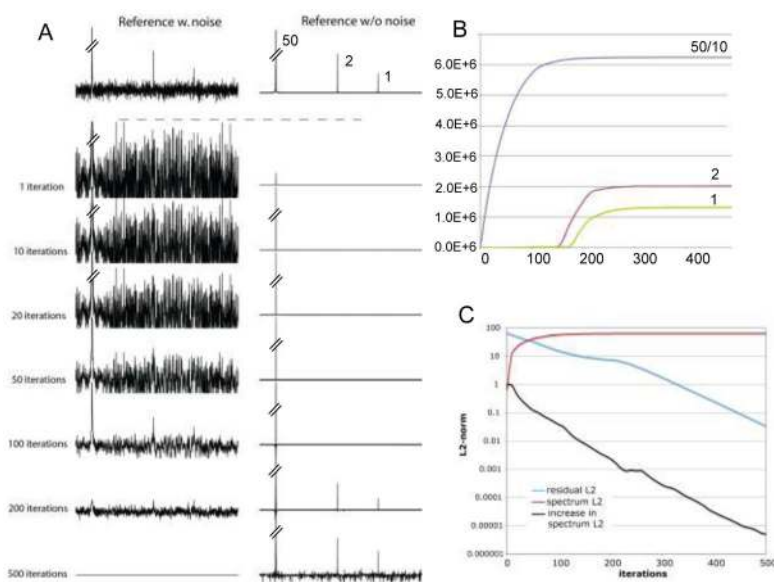 A
Reference w. noise
Reference w/o noise
50
2
1
1 iteration
10 iterations
20 iterations
50 iterations
100 iterations
200 iterations
500 iterations
B
6.0E+6
5.0E+6
4.0E+6
3.0E+6
2.0E+6
1.0E+6
0.0E+6
0 100 200 300 400
50/10
2
1
C
100
10
1
0.1
0.01
0.001
0.0001
0.00001
0.000001
L2-norm
residual L2
spectrum L2
increase in
spectrum L2
0 100 200 300 400 500
iterations